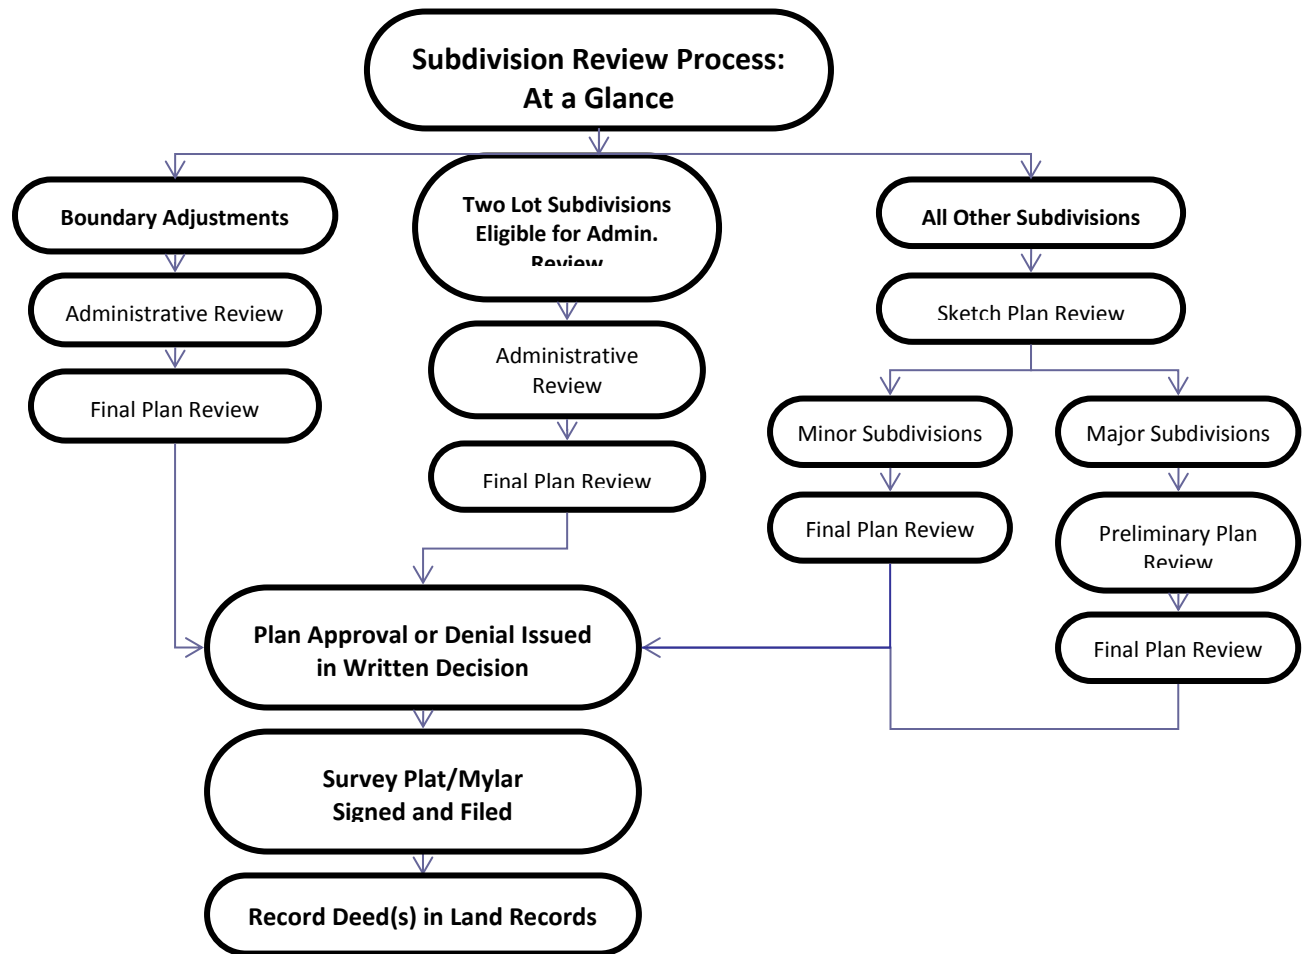 Subdivision Review Process:
At a Glance
Boundary Adjustments
Administrative Review
Final Plan Review
Two Lot Subdivisions
Eligible for Admin.
Review
Administrative
Review
Final Plan Review
All Other Subdivisions
Sketch Plan Review
Minor Subdivisions
Final Plan Review
Major Subdivisions
Preliminary Plan
Review
Final Plan Review
Plan Approval or Denial Issued
in Written Decision
Survey Plat/Mylar
Signed and Filed
Record Deed(s) in Land Records